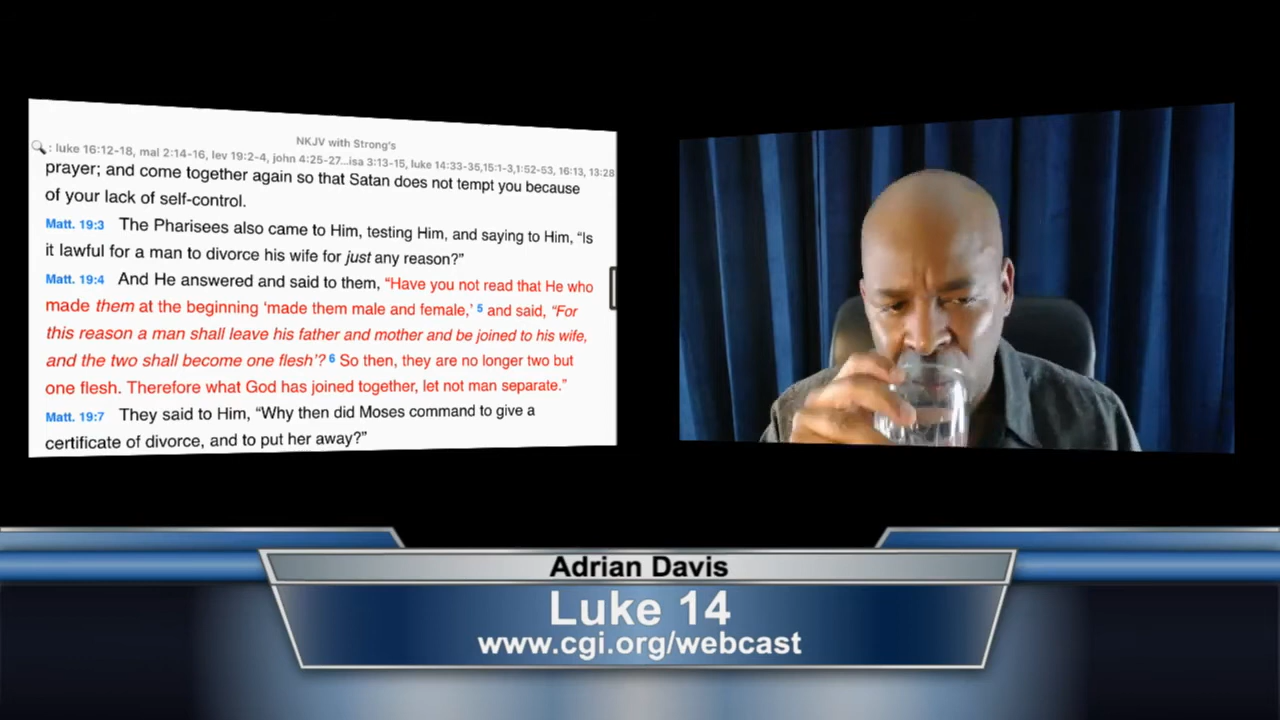 NKJV with Strong's
: luke 16:12-18, mal 2:14-16, lev 19:2-4, john 4:25-27...isa 3:13-15, luke 14:33-35,15:1-3,1:52-53, 16:13, 13:28
prayer; and come together again so that Satan does not tempt you because
of your lack of self-control.
Matt. 19:3 The Pharisees also came to Him, testing Him, and saying to Him, “Is
it lawful for a man to divorce his wife for just any reason?”
Matt. 19:4 And He answered and said to them, “Have you not read that He who
made them at the beginning ‘made them male and female,’ 5 and said, “For
this reason a man shall leave his father and mother and be joined to his wife,
and the two shall become one flesh’? 6 So then, they are no longer two but
one flesh. Therefore what God has joined together, let not man separate.”
Matt. 19:7 They said to Him, “Why then did Moses command to give a
certificate of divorce, and to put her away?”
Adrian Davis
Luke 14
www.cgi.org/webcast